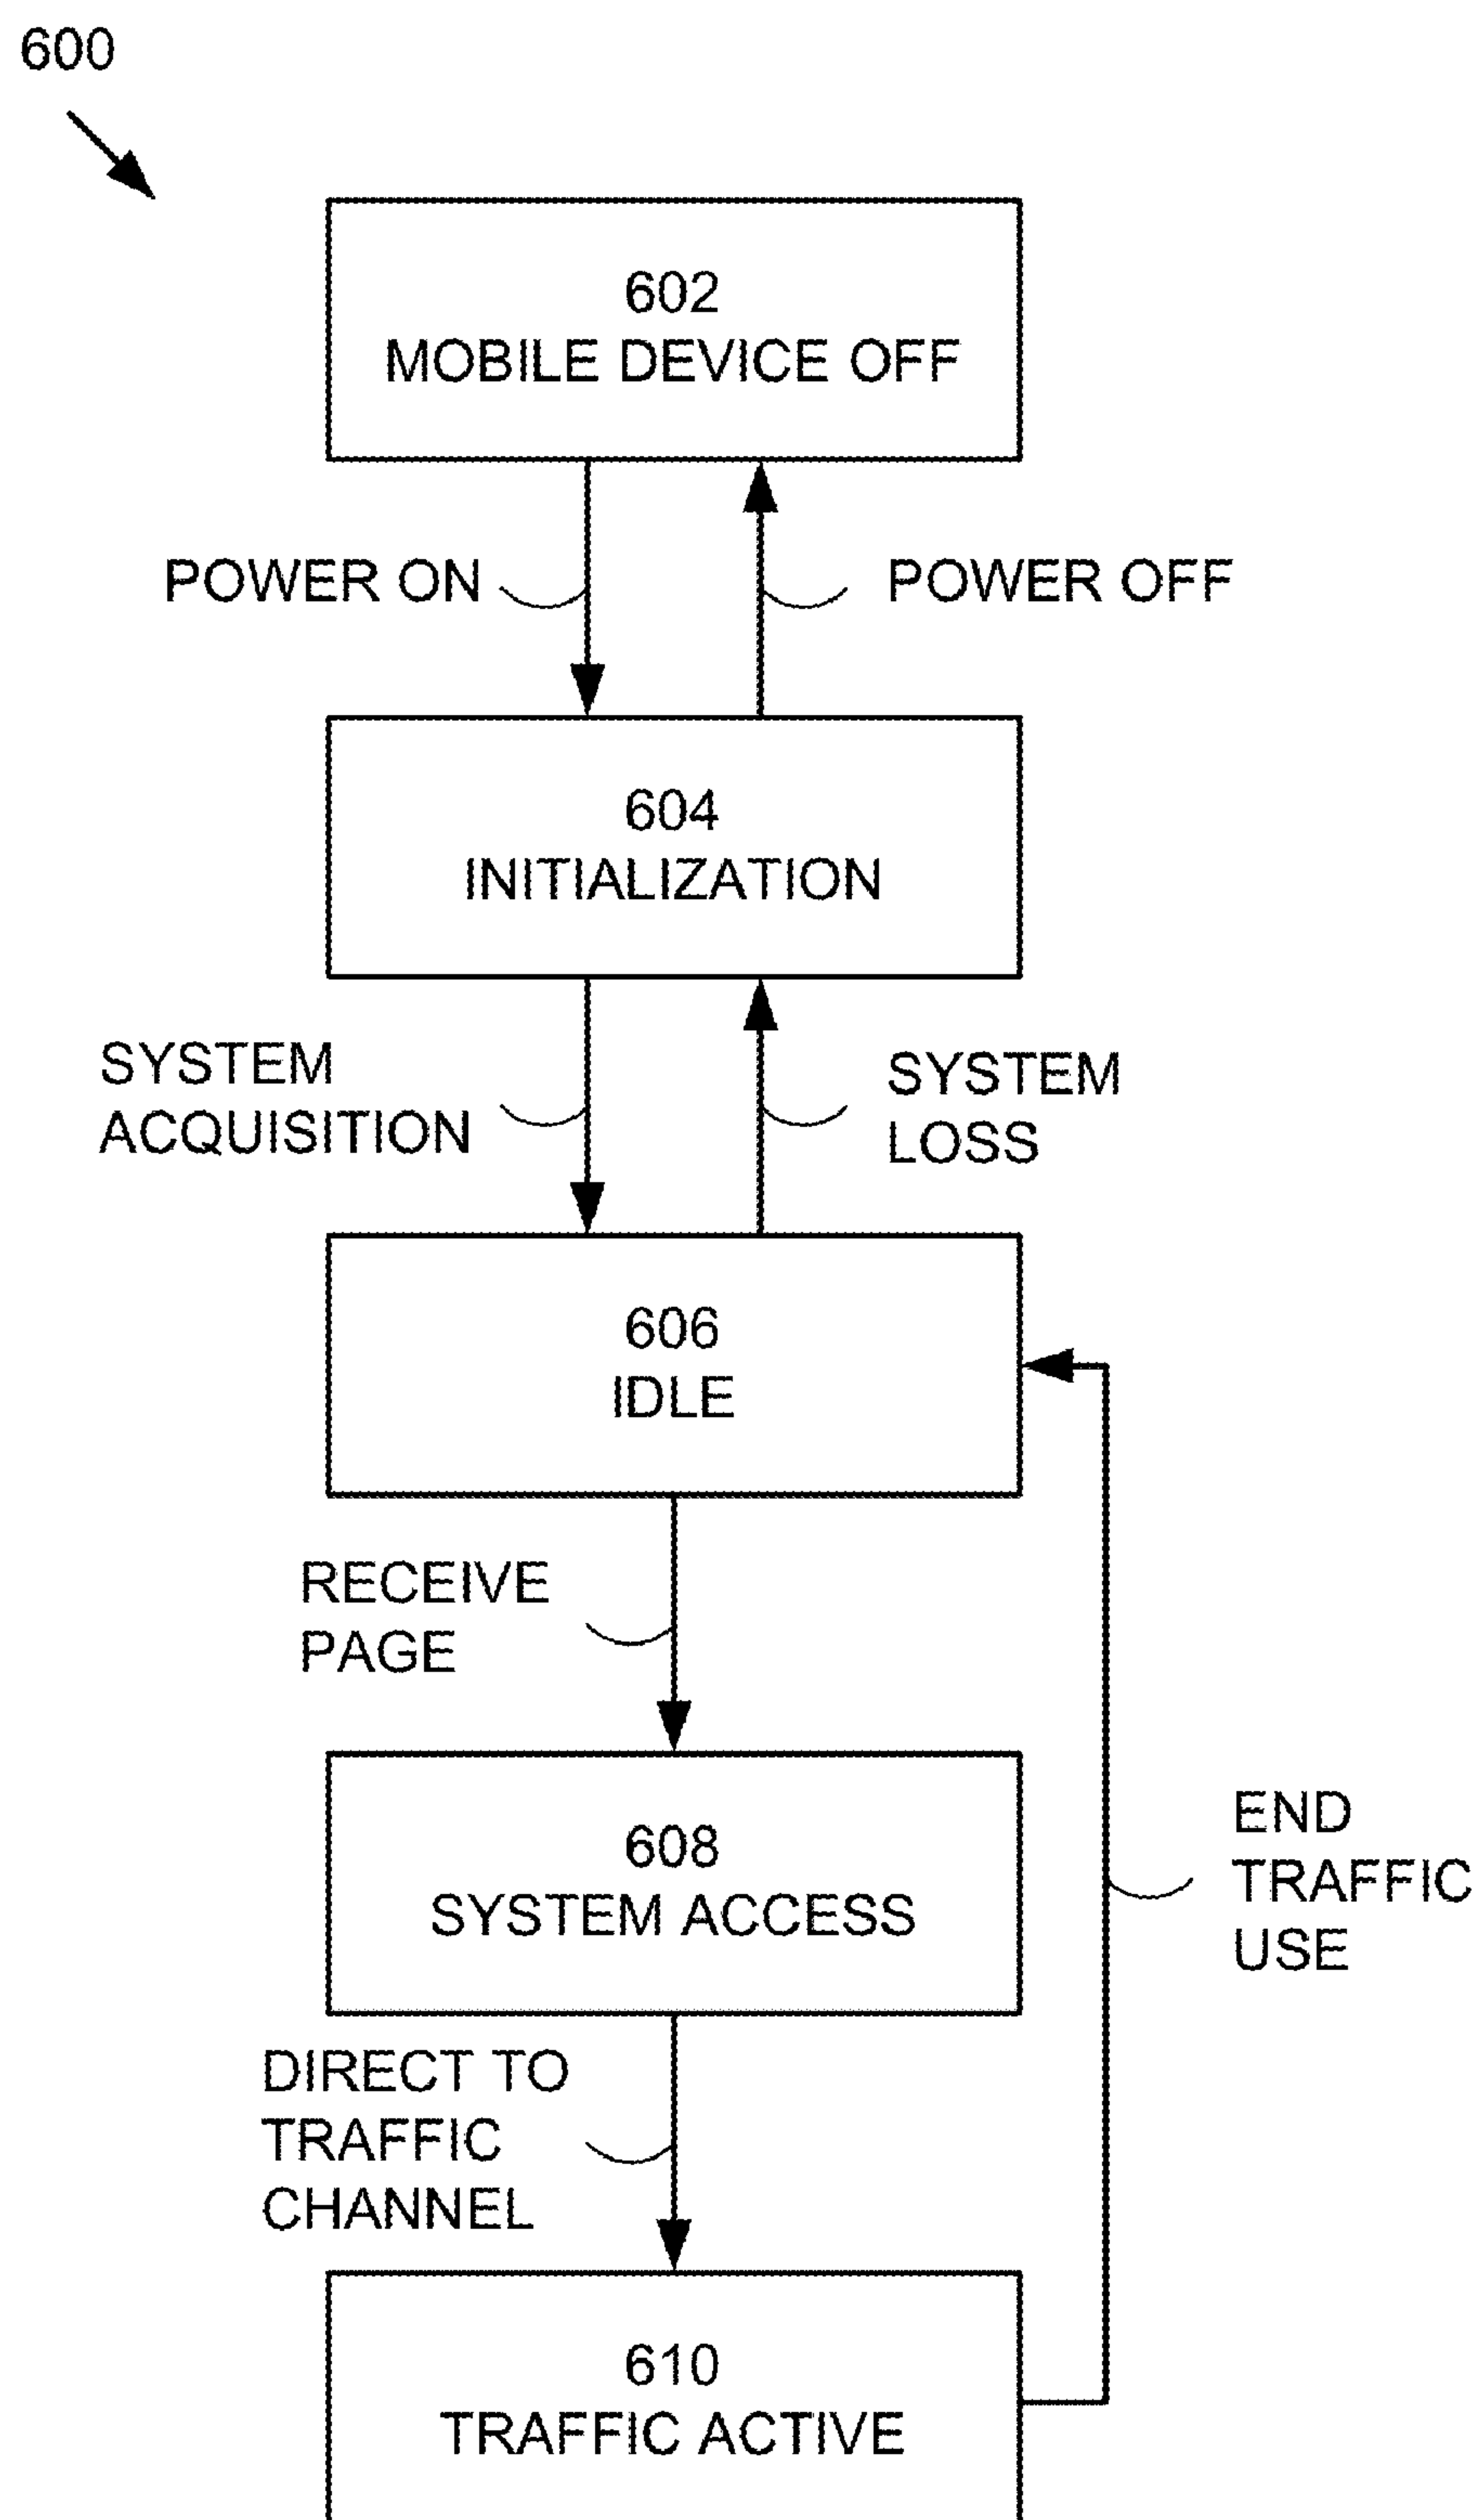 600
602
MOBILE DEVICE OFF
POWER ON
POWER OFF
604
INITIALIZATION
SYSTEM
ACQUISITION
SYSTEM
LOSS
606
IDLE
RECEIVE
PAGE
608
SYSTEM ACCESS
END
TRAFFIC
USE
DIRECT TO
TRAFFIC
CHANNEL
610
TRAFFIC ACTIVE